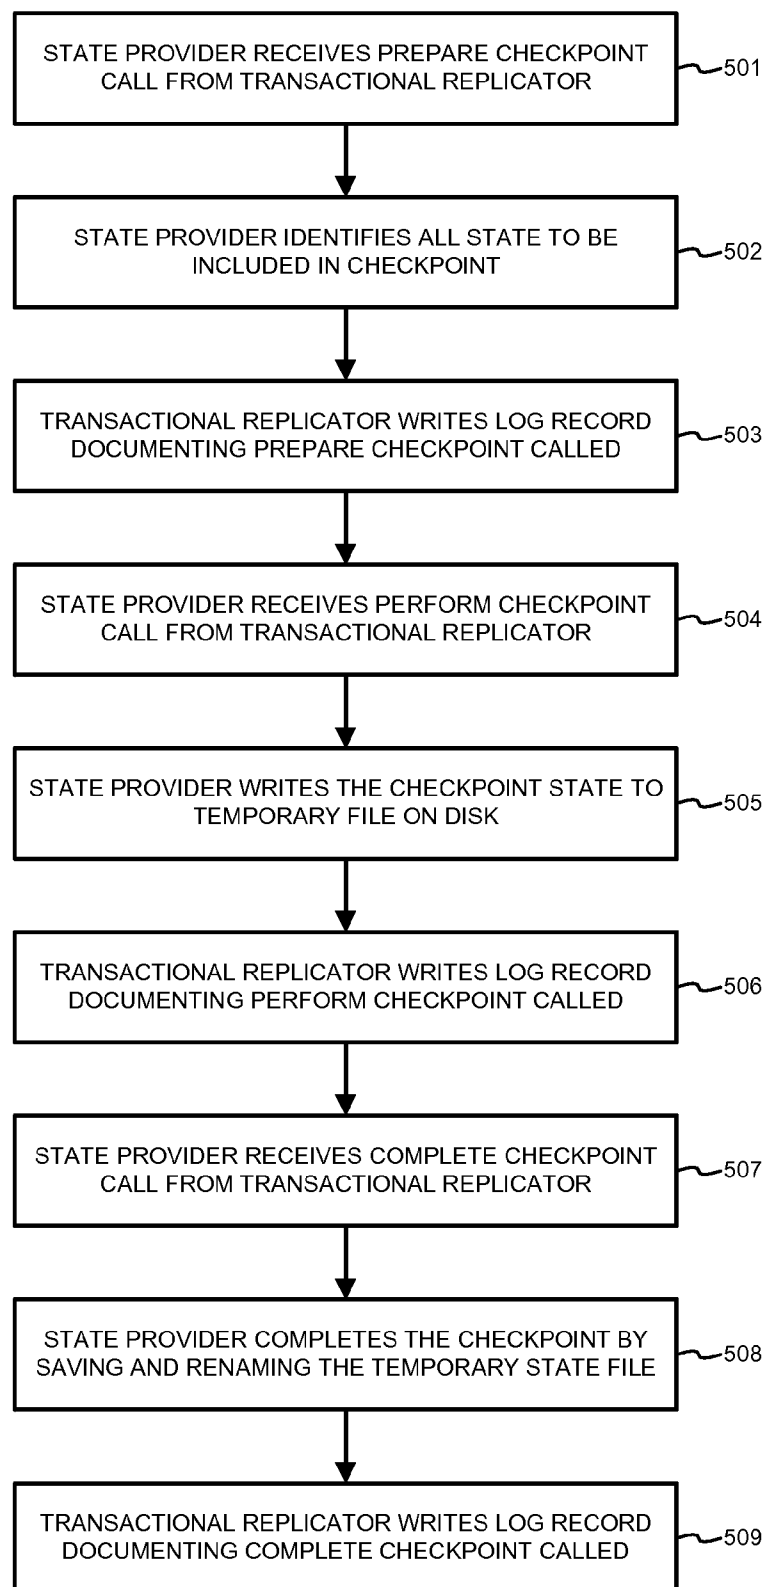 STATE PROVIDER RECEIVES PREPARE CHECKPOINT
CALL FROM TRANSACTIONAL REPLICATOR
501
STATE PROVIDER IDENTIFIES ALL STATE TO BE
INCLUDED IN CHECKPOINT
502
TRANSACTIONAL REPLICATOR WRITES LOG RECORD
DOCUMENTING PREPARE CHECKPOINT CALLED
503
STATE PROVIDER RECEIVES PERFORM CHECKPOINT
CALL FROM TRANSACTIONAL REPLICATOR
504
STATE PROVIDER WRITES THE CHECKPOINT STATE TO
TEMPORARY FILE ON DISK
505
TRANSACTIONAL REPLICATOR WRITES LOG RECORD
DOCUMENTING PERFORM CHECKPOINT CALLED
506
STATE PROVIDER RECEIVES COMPLETE CHECKPOINT
CALL FROM TRANSACTIONAL REPLICATOR
507
STATE PROVIDER COMPLETES THE CHECKPOINT BY
SAVING AND RENAMING THE TEMPORARY STATE FILE
508
TRANSACTIONAL REPLICATOR WRITES LOG RECORD
DOCUMENTING COMPLETE CHECKPOINT CALLED
509